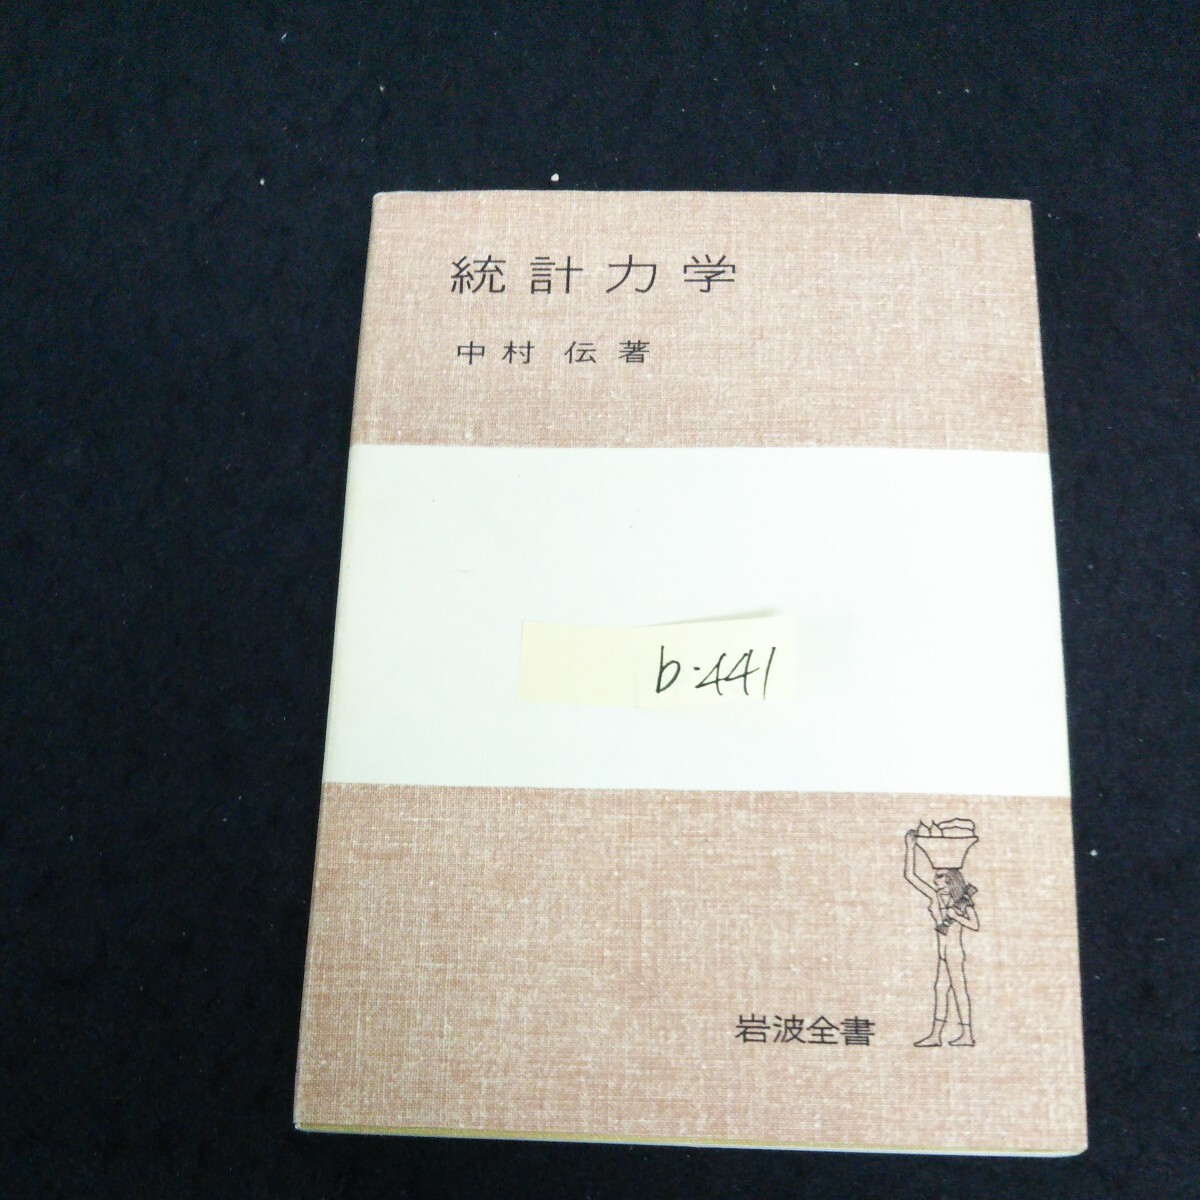 統計力学
中村 伝著
b-441
岩波全書